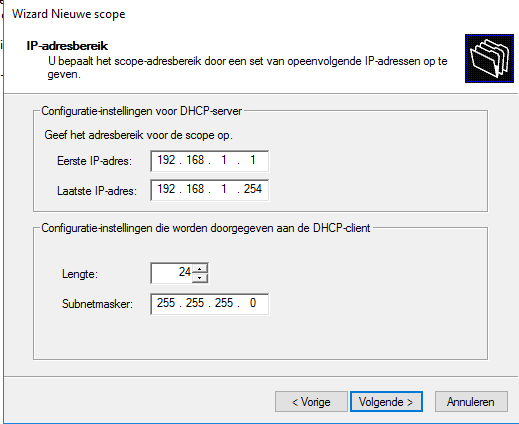 Wizard Nieuwe scope
IP-adresbereik
U bepaalt het scope-adresbereik door een set van opeenvolgende IP-adressen op te
geven.
Configuratie-instellingen voor DHCP-server
Geef het adresbereik voor de scope op.
Eerste IP-adres: 192 . 168 . 1 . 1
Laatste IP-adres: 192 . 168 . 1 . 254
Configuratie-instellingen die worden doorgegeven aan de DHCP-client
Lengte: 24
Subnetmasker: 255 . 255 . 255 . 0
< Vorige Volgende > Annuleren